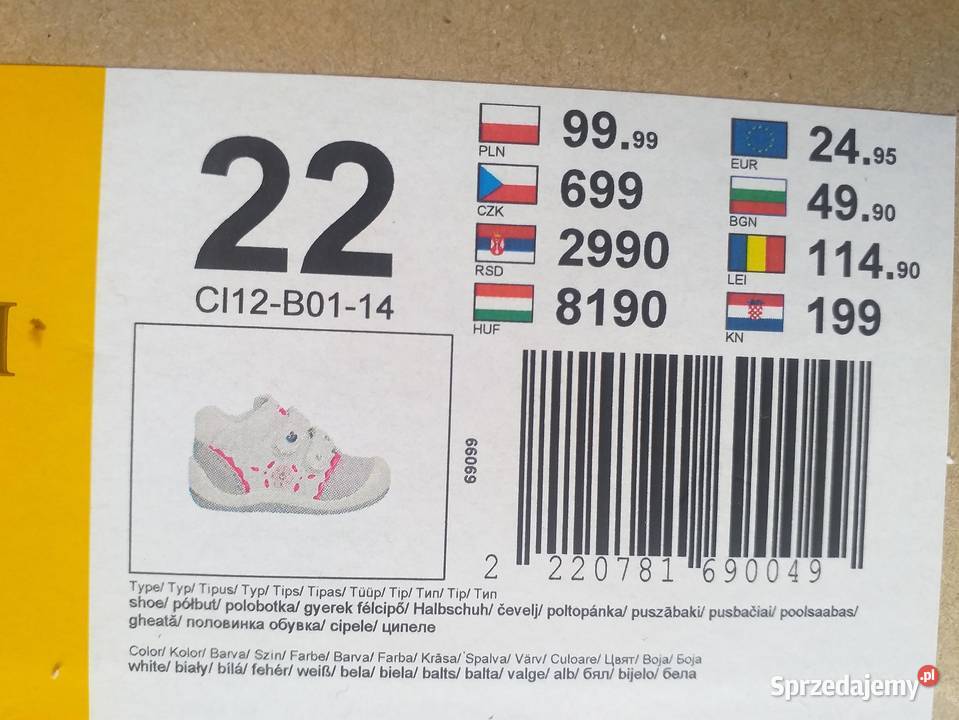 22
CI12-B01-14
PLN 99.99
CZK 699
RSD 2990
HUF 8190
EUR 24.95
BGN 49.90
LEI 114.90
KN 199
69099
2 220781 690049
Type/ Typ/ Tipus/ Typ/ Tips/ Tipas/ Tüüp/ Tip/ Тип/ Tip/ Тип
shoe/ półbut/ polobotka/ gyerek félcipő/ Halbschuh/ čevelj/ poltopánka/ puszābaki/ pusbačiai/ poolsaabas/
gheată/ половинка обувка/ cipele/ ципеле
Color/ Kolor/ Barva/ Szín/ Farbe/ Barva/ Farba/ Krāsa/ Spalva/ Värv/ Culoare/ Цвят/ Boja/ Боја
white/ biały/ bílá/ fehér/ weiß/ bela/ biela/ balts/ balta/ valge/ alb/ бял/ bijelo/ бела
Sprzedajemy.pl